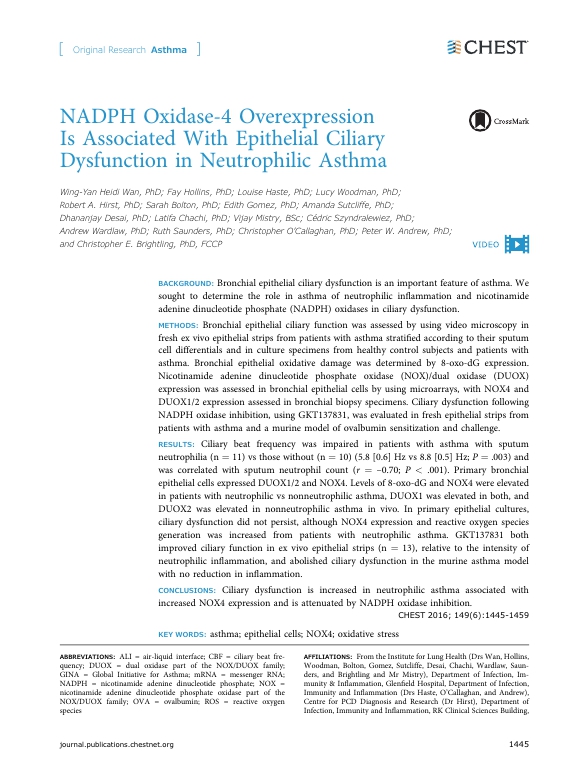 [ Original Research Asthma ]
CHEST
NADPH Oxidase-4 Overexpression
Is Associated With Epithelial Ciliary
Dysfunction in Neutrophilic Asthma
CrossMark
Wing-Yan Heidi Wan, PhD; Fay Hollins, PhD; Louise Haste, PhD; Lucy Woodman, PhD;
Robert A. Hirst, PhD; Sarah Bolton, PhD; Edith Gomez, PhD; Amanda Sutcliffe, PhD;
Dhananjay Desai, PhD; Latifa Chachi, PhD; Vijay Mistry, BSc; Cédric Szyndralewiez, PhD;
Andrew Wardlaw, PhD; Ruth Saunders, PhD; Christopher O'Callaghan, PhD; Peter W. Andrew, PhD;
and Christopher E. Brightling, PhD, FCCP
VIDEO
BACKGROUND: Bronchial epithelial ciliary dysfunction is an important feature of asthma. We
sought to determine the role in asthma of neutrophilic inflammation and nicotinamide
adenine dinucleotide phosphate (NADPH) oxidases in ciliary dysfunction.
METHODS: Bronchial epithelial ciliary function was assessed by using video microscopy in
fresh ex vivo epithelial strips from patients with asthma stratified according to their sputum
cell differentials and in culture specimens from healthy control subjects and patients with
asthma. Bronchial epithelial oxidative damage was determined by 8-oxo-dG expression.
Nicotinamide adenine dinucleotide phosphate oxidase (NOX)/dual oxidase (DUOX)
expression was assessed in bronchial epithelial cells by using microarrays, with NOX4 and
DUOX1/2 expression assessed in bronchial biopsy specimens. Ciliary dysfunction following
NADPH oxidase inhibition, using GKT137831, was evaluated in fresh epithelial strips from
patients with asthma and a murine model of ovalbumin sensitization and challenge.
RESULTS: Ciliary beat frequency was impaired in patients with asthma with sputum
neutrophilia (n = 11) vs those without (n = 10) (5.8 [0.6] Hz vs 8.8 [0.5] Hz; P = .003) and
was correlated with sputum neutrophil count (r = –0.70; P < .001). Primary bronchial
epithelial cells expressed DUOX1/2 and NOX4. Levels of 8-oxo-dG and NOX4 were elevated
in patients with neutrophilic vs nonneutrophilic asthma, DUOX1 was elevated in both, and
DUOX2 was elevated in nonneutrophilic asthma in vivo. In primary epithelial cultures,
ciliary dysfunction did not persist, although NOX4 expression and reactive oxygen species
generation was increased from patients with neutrophilic asthma. GKT137831 both
improved ciliary function in ex vivo epithelial strips (n = 13), relative to the intensity of
neutrophilic inflammation, and abolished ciliary dysfunction in the murine asthma model
with no reduction in inflammation.
CONCLUSIONS: Ciliary dysfunction is increased in neutrophilic asthma associated with
increased NOX4 expression and is attenuated by NADPH oxidase inhibition.
CHEST 2016; 149(6):1445-1459
KEY WORDS: asthma; epithelial cells; NOX4; oxidative stress
ABBREVIATIONS: ALI = air-liquid interface; CBF = ciliary beat fre-
quency; DUOX = dual oxidase part of the NOX/DUOX family;
GINA = Global Initiative for Asthma; mRNA = messenger RNA;
NADPH = nicotinamide adenine dinucleotide phosphate; NOX =
nicotinamide adenine dinucleotide phosphate oxidase part of the
NOX/DUOX family; OVA = ovalbumin; ROS = reactive oxygen
species
AFFILIATIONS: From the Institute for Lung Health (Drs Wan, Hollins,
Woodman, Bolton, Gomez, Sutcliffe, Desai, Chachi, Wardlaw, Saun-
ders, and Brightling and Mr Mistry), Department of Infection, Im-
munity & Inflammation, Glenfield Hospital, Department of Infection,
Immunity and Inflammation (Drs Haste, O'Callaghan, and Andrew),
Centre for PCD Diagnosis and Research (Dr Hirst), Department of
Infection, Immunity and Inflammation, RK Clinical Sciences Building,
journal.publications.chestnet.org
1445